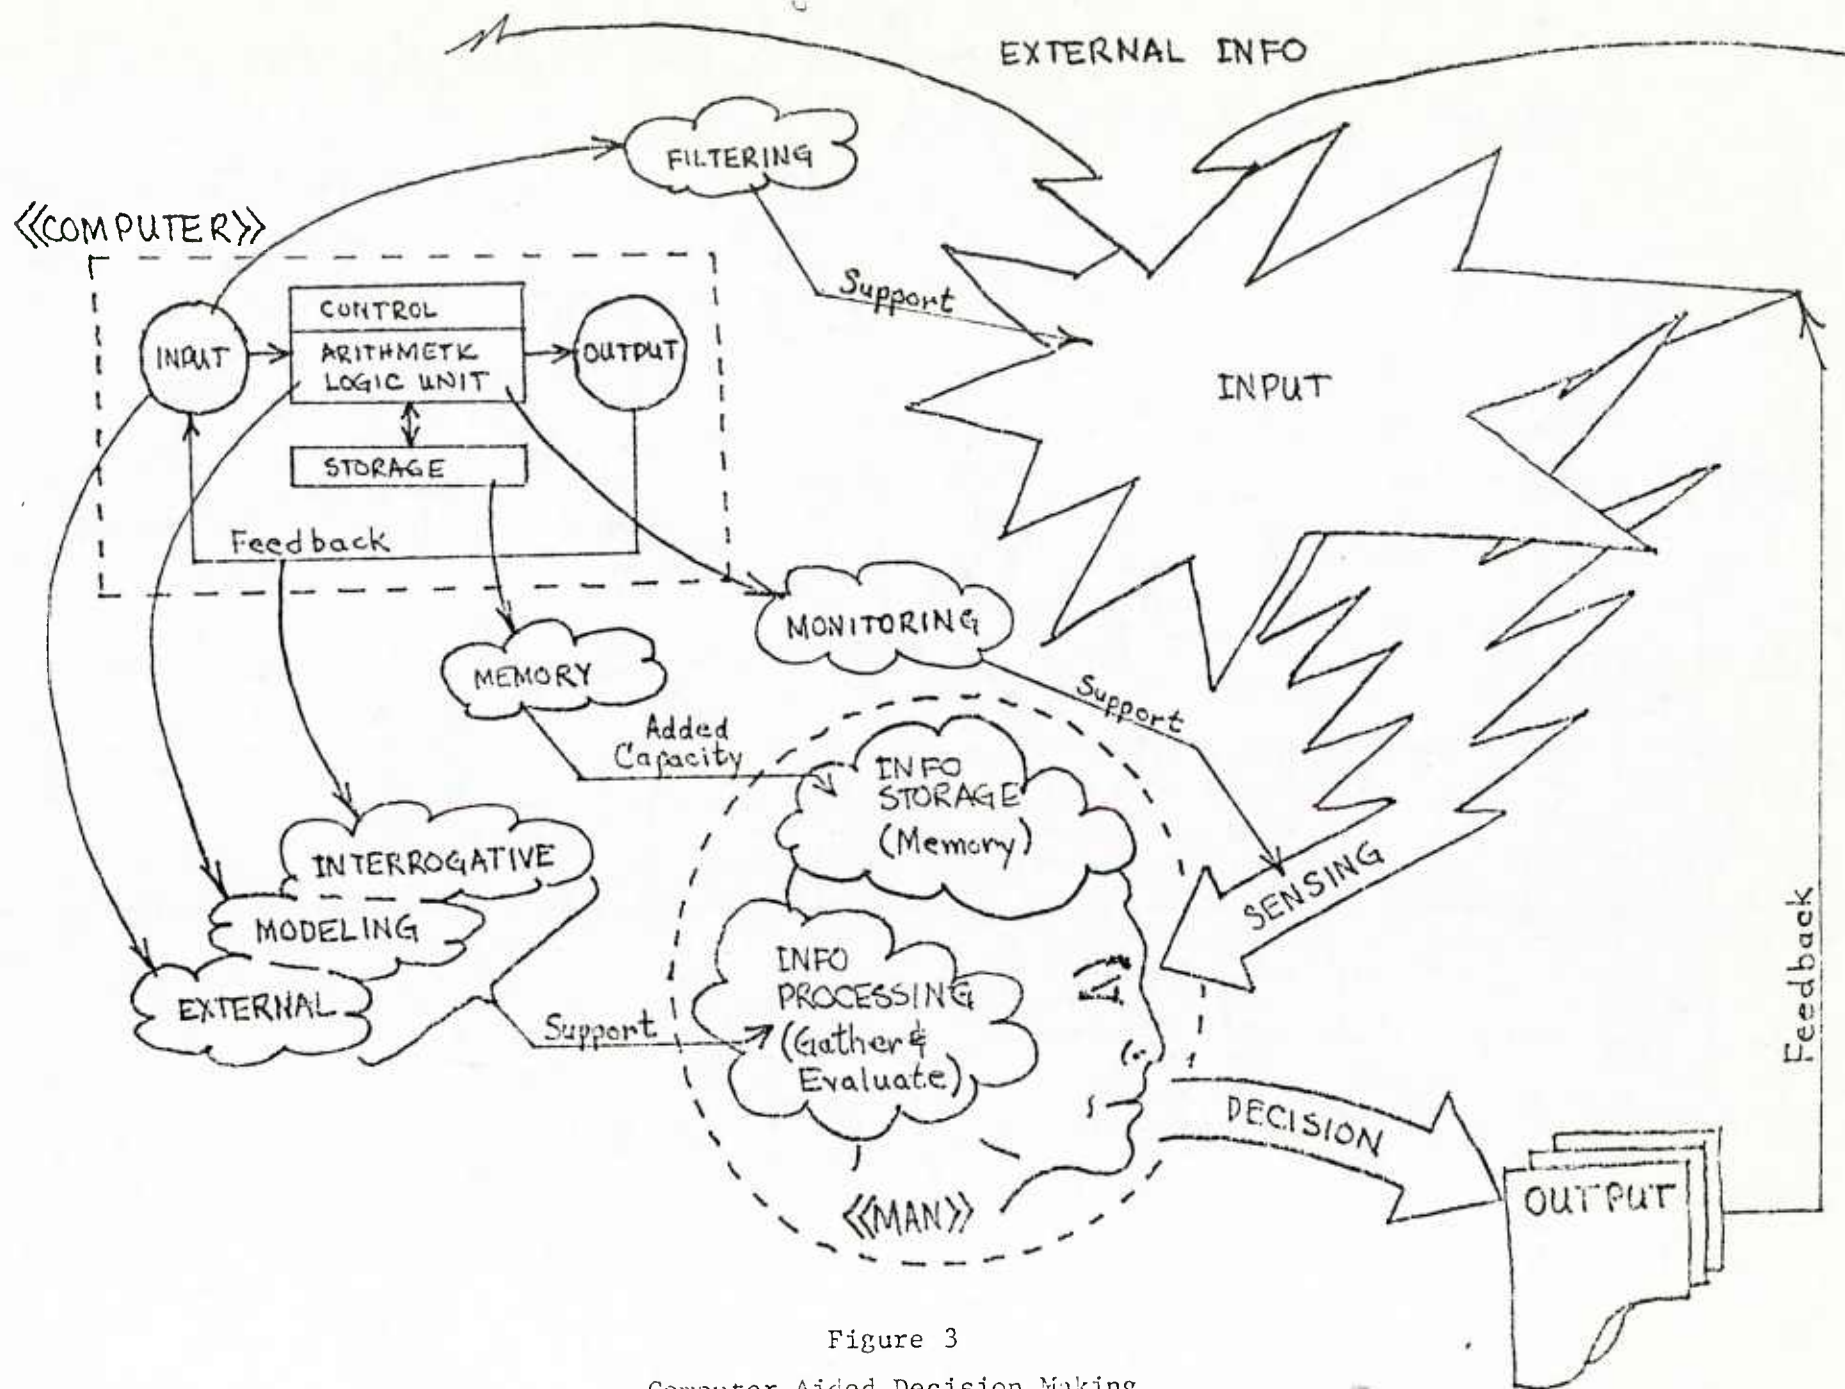 EXTERNAL INFO
FILTERING
《COMPUTER》
Support
CONTROL
INPUT
ARITHMETIC
LOGIC UNIT
OUTPUT
INPUT
STORAGE
Feedback
MONITORING
MEMORY
Support
Added
Capacity
INFO
STORAGE
(Memory)
INTERROGATIVE
SENSING
MODELING
INFO
PROCESSING
(Gather &
Evaluate)
EXTERNAL
Support
Feedback
DECISION
《MAN》
OUTPUT
Figure 3
Computer Aided Decision Making